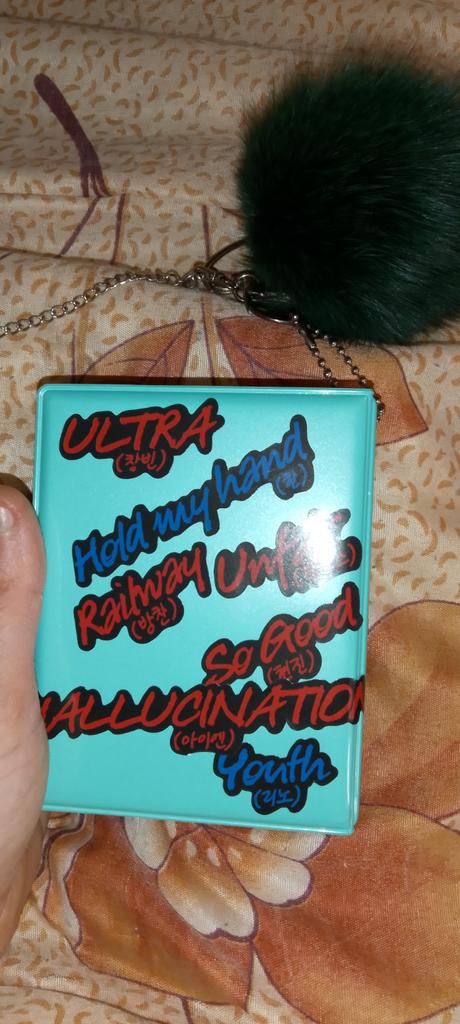 ULTRA
(창빈)
Hold my hand
(한)
Railway
(방찬)
So Good
(현진)
HALLUCINATION
(아이엔)
Youth
(리노)